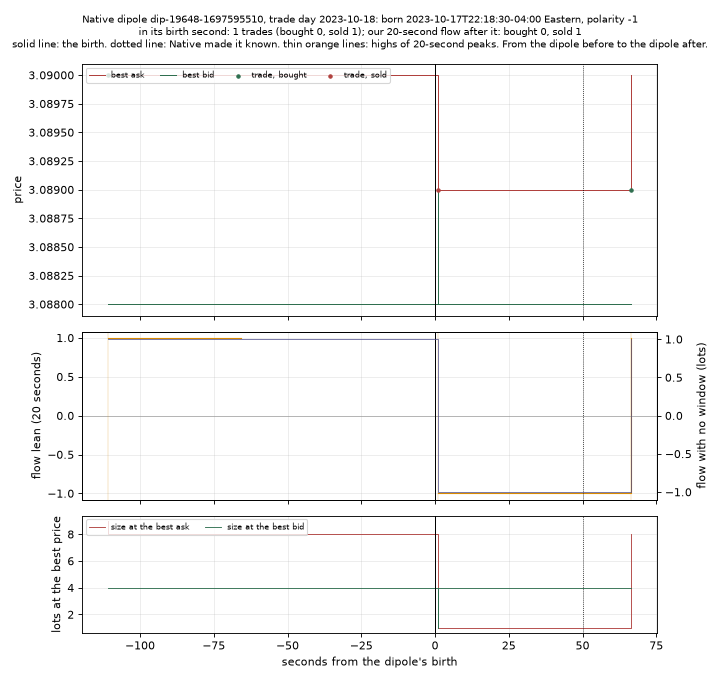 Native dipole dip-19648-1697595510, trade day 2023-10-18: born 2023-10-17T22:18:30-04:00 Eastern, polarity -1
in its birth second: 1 trades (bought 0, sold 1); our 20-second flow after it: bought 0, sold 1
solid line: the birth. dotted line: Native made it known. thin orange lines: highs of 20-second peaks. From the dipole before to the dipole after.
best ask best bid trade, bought trade, sold
3.09000
3.08975
3.08950
3.08925
3.08900
3.08875
3.08850
3.08825
3.08800
price
1.0
0.5
0.0
−0.5
−1.0
flow lean (20 seconds)
1.0
0.5
0.0
−0.5
−1.0
flow with no window (lots)
size at the best ask size at the best bid
8
6
4
2
lots at the best price
−100 −75 −50 −25 0 25 50 75
seconds from the dipole's birth